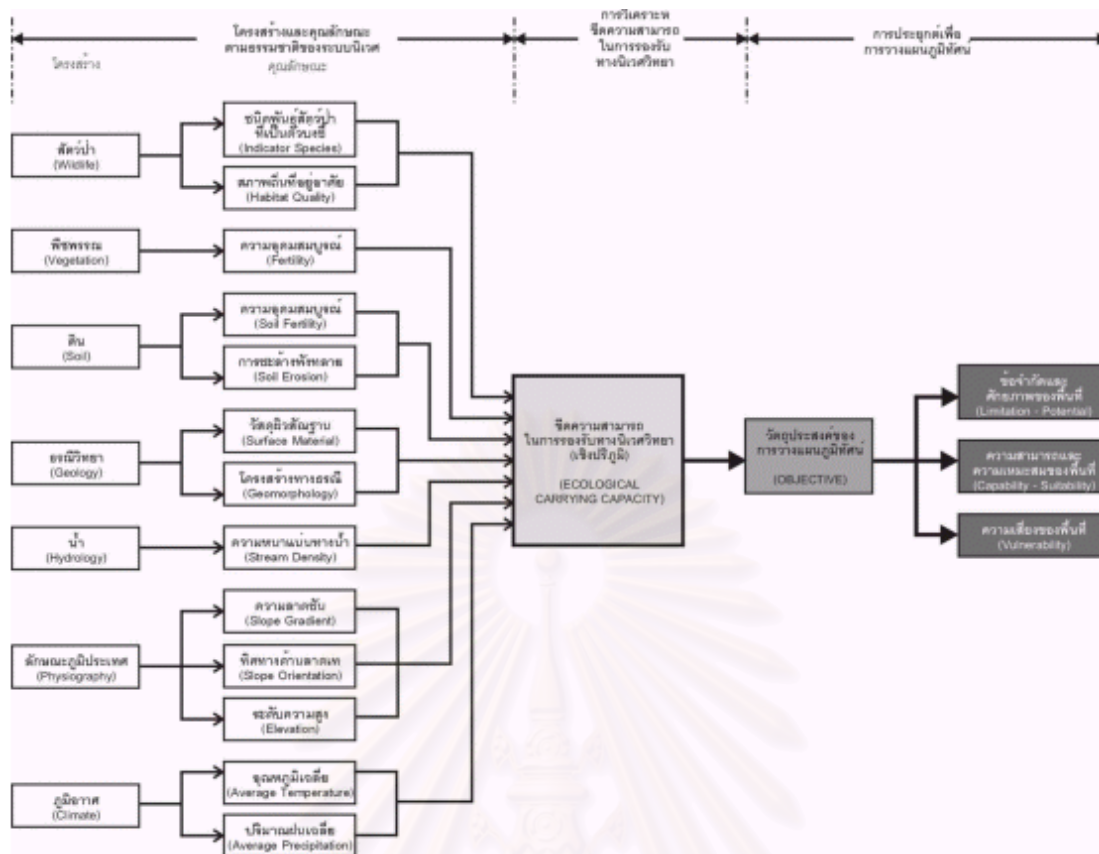 โครงสร้างและคุณลักษณะ
ตามธรรมชาติของระบบนิเวศ
โครงสร้าง
คุณลักษณะ
การวิเคราะห์
ขีดความสามารถ
ในการรองรับ
ทางนิเวศวิทยา
การประยุกต์เพื่อ
การวางแผนภูมิทัศน์
สัตว์ป่า
(Wildlife)
ชนิดพันธุ์สัตว์ป่า
ที่เป็นตัวบ่งชี้
(Indicator Species)
สภาพถิ่นที่อยู่อาศัย
(Habitat Quality)
พืชพรรณ
(Vegetation)
ความอุดมสมบูรณ์
(Fertility)
ดิน
(Soil)
ความอุดมสมบูรณ์
(Soil Fertility)
การชะล้างพังทลาย
(Soil Erosion)
ธรณีวิทยา
(Geology)
วัตถุผิวสัณฐาน
(Surface Material)
โครงสร้างทางธรณี
(Geomorphology)
น้ำ
(Hydrology)
ความหนาแน่นทางน้ำ
(Stream Density)
ลักษณะภูมิประเทศ
(Physiography)
ความลาดชัน
(Slope Gradient)
ทิศทางด้านลาดเท
(Slope Orientation)
ระดับความสูง
(Elevation)
ภูมิอากาศ
(Climate)
อุณหภูมิเฉลี่ย
(Average Temperature)
ปริมาณฝนเฉลี่ย
(Average Precipitation)
ขีดความสามารถ
ในการรองรับทางนิเวศวิทยา
(เชิงปริภูมิ)
(ECOLOGICAL
CARRYING CAPACITY)
วัตถุประสงค์ของ
การวางแผนภูมิทัศน์
(OBJECTIVE)
ข้อจำกัดและ
ศักยภาพของพื้นที่
(Limitation - Potential)
ความสามารถและ
ความเหมาะสมของพื้นที่
(Capability - Suitability)
ความเสี่ยงของพื้นที่
(Vulnerability)